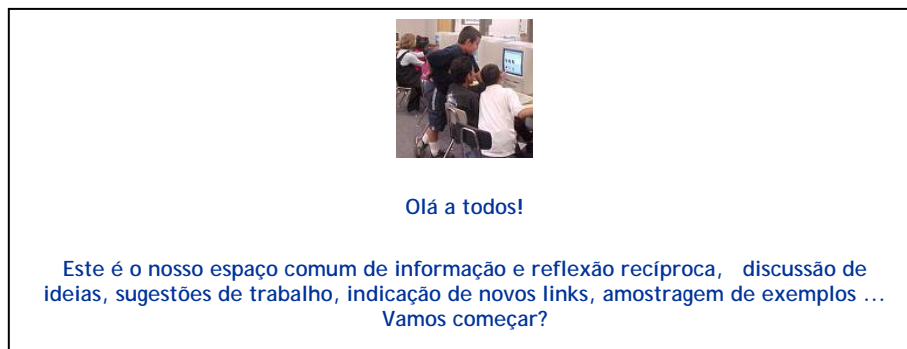 Olá a todos!
Este é o nosso espaço comum de informação e reflexão recíproca, discussão de
ideias, sugestões de trabalho, indicação de novos links, amostragem de exemplos ...
Vamos começar?